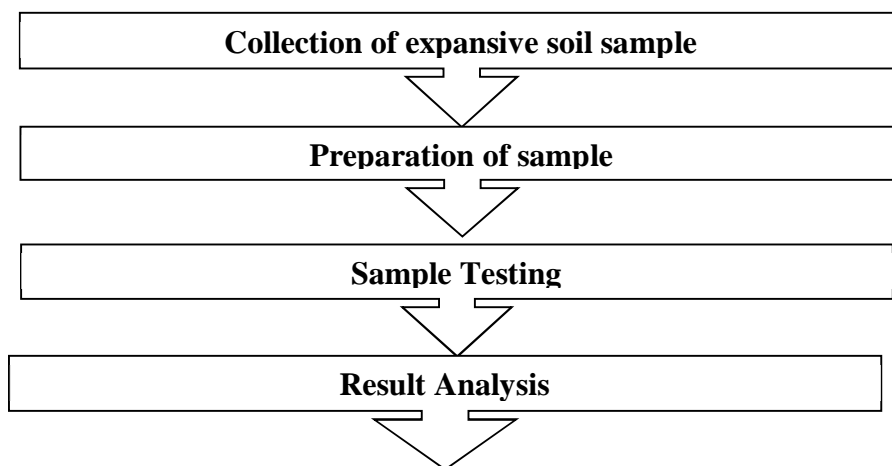 Collection of expansive soil sample
Preparation of sample
Sample Testing
Result Analysis